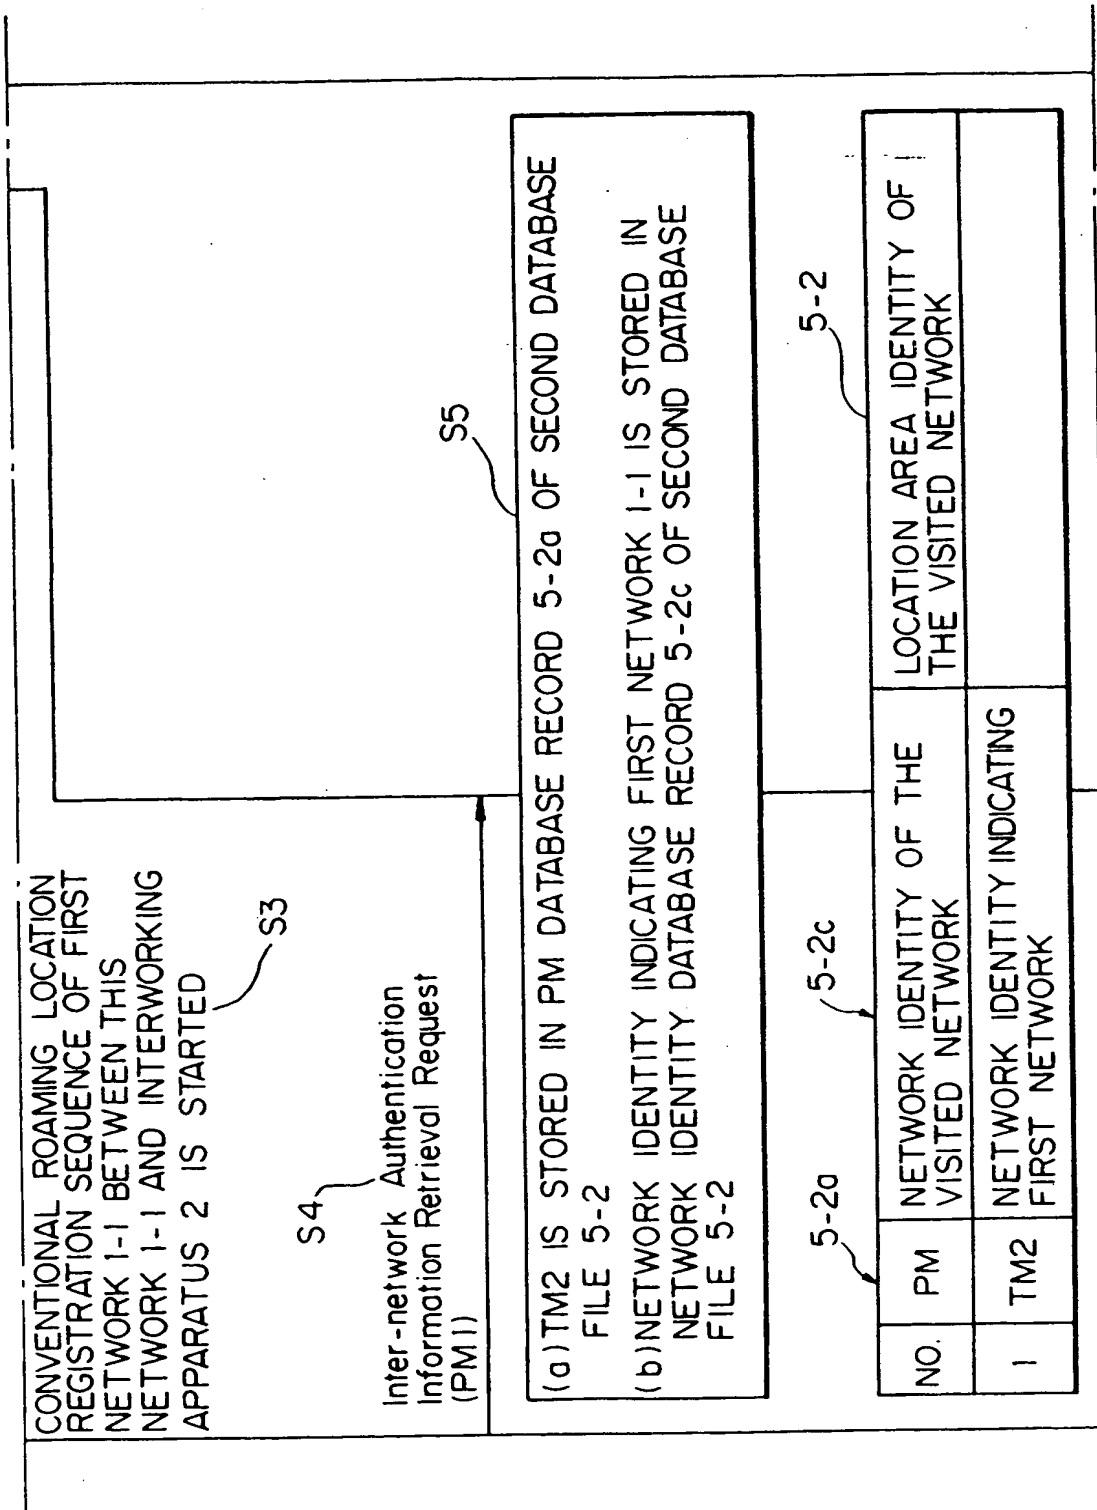 CONVENTIONAL ROAMING LOCATION
REGISTRATION SEQUENCE OF FIRST
NETWORK 1-1 BETWEEN THIS
NETWORK 1-1 AND INTERWORKING
APPARATUS 2 IS STARTED
S3
S4
Inter-network Authentication
Information Retrieval Request
(PM1)
S5
(a) TM2 IS STORED IN PM DATABASE RECORD 5-2a OF SECOND DATABASE
FILE 5-2
(b) NETWORK IDENTITY INDICATING FIRST NETWORK 1-1 IS STORED IN
NETWORK IDENTITY DATABASE RECORD 5-2c OF SECOND DATABASE
FILE 5-2
5-2a
5-2c
5-2
NO.
PM
NETWORK IDENTITY OF THE
VISITED NETWORK
LOCATION AREA IDENTITY OF
THE VISITED NETWORK
1
TM2
NETWORK IDENTITY INDICATING
FIRST NETWORK